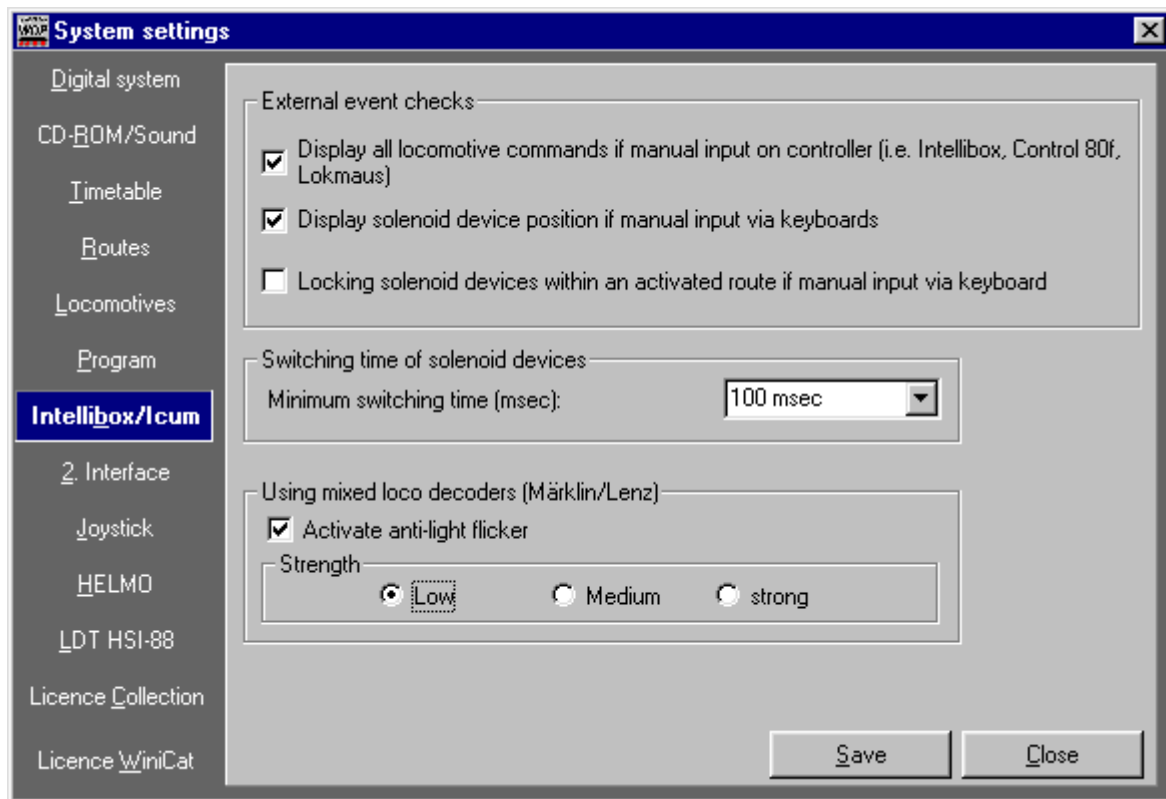 System settings
Digital system
CD-ROM/Sound
Timetable
Routes
Locomotives
Program
Intellibox/Icum
2. Interface
Joystick
HELMO
LDT HSI-88
Licence Collection
Licence WiniCat
External event checks
Display all locomotive commands if manual input on controller (i.e. Intellibox, Control 80f,
Lokmaus)
Display solenoid device position if manual input via keyboards
Locking solenoid devices within an activated route if manual input via keyboard
Switching time of solenoid devices
Minimum switching time (msec):
100 msec
Using mixed loco decoders (Märklin/Lenz)
Activate anti-light flicker
Strength
Low
Medium
strong
Save
Close